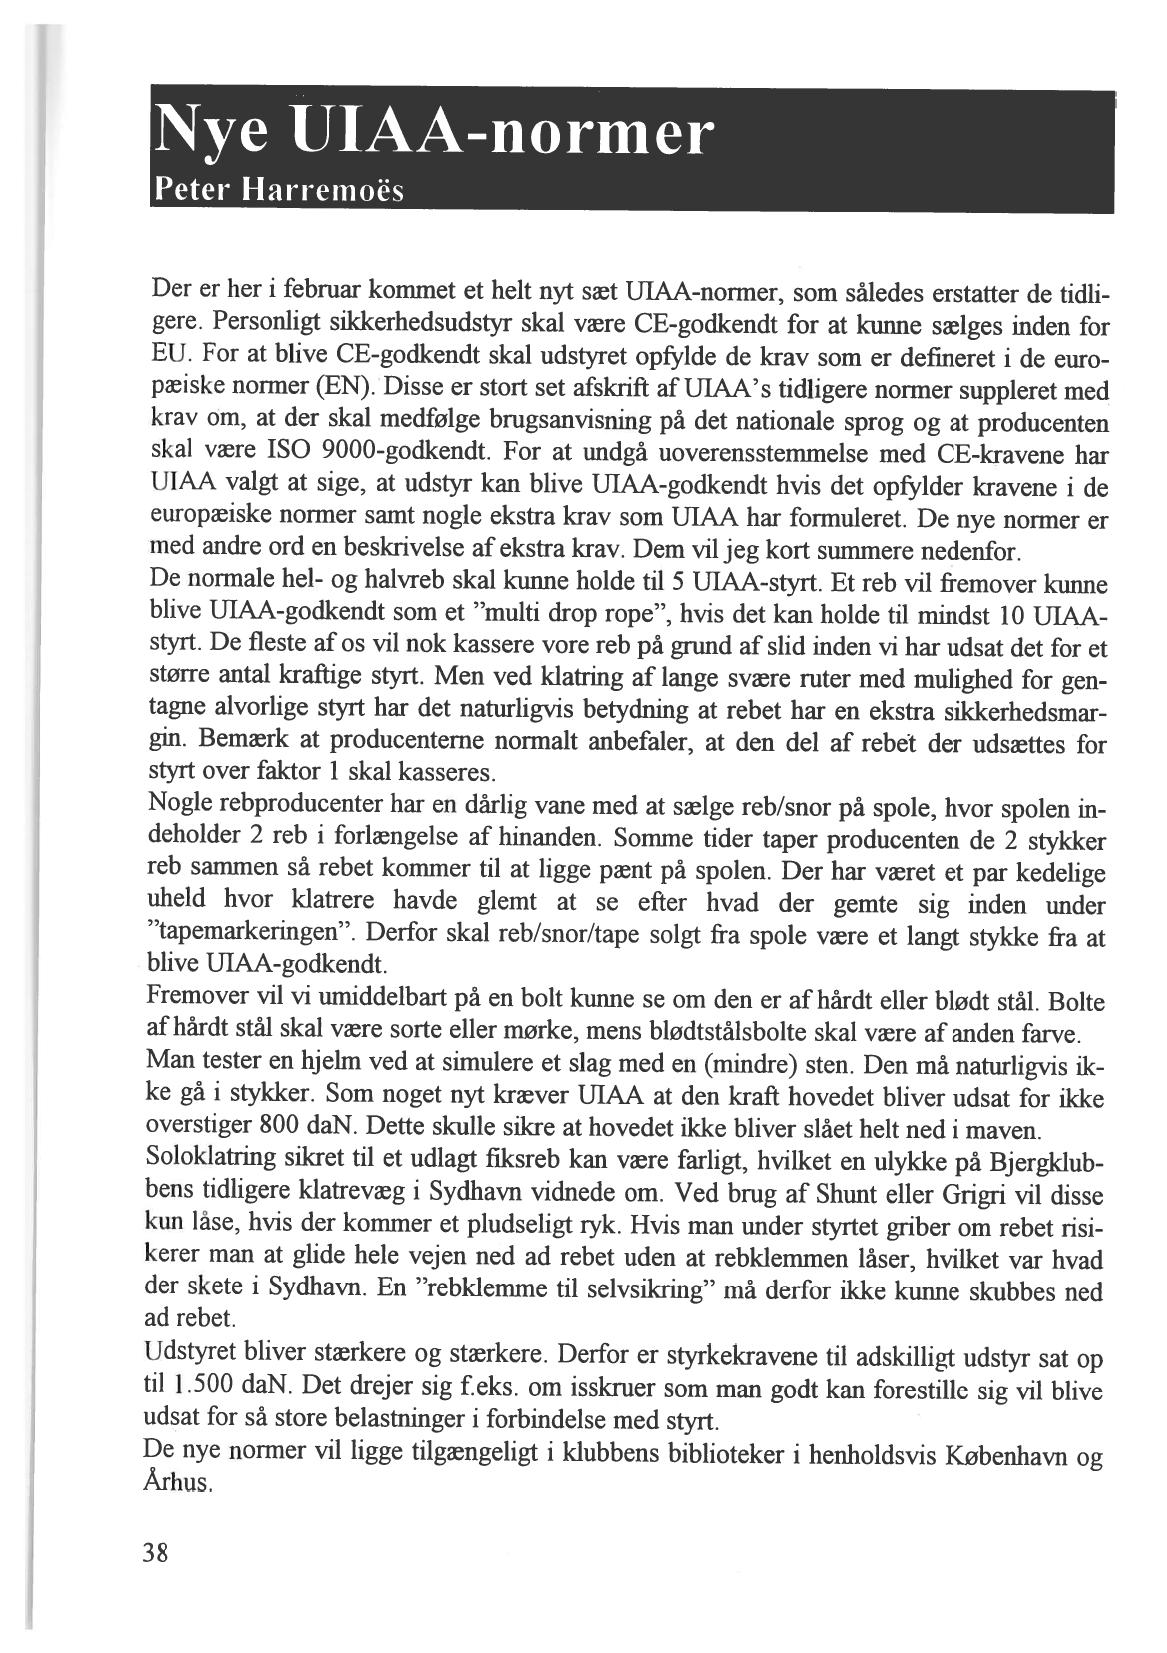 Nye UIAA-normer
Peter Harremoës
Der er her i februar kommet et helt nyt sæt UIAA-normer, som således erstatter de tidli-
gere. Personligt sikkerhedsudstyr skal være CE-godkendt for at kunne sælges inden for
EU. For at blive CE-godkendt skal udstyret opfylde de krav som er defineret i de euro-
pæiske normer (EN). Disse er stort set afskrift af UIAA's tidligere normer suppleret med
krav om, at der skal medfølge brugsanvisning på det nationale sprog og at producenten
skal være ISO 9000-godkendt. For at undgå uoverensstemmelse med CE-kravene har
UIAA valgt at sige, at udstyr kan blive UIAA-godkendt hvis det opfylder kravene i de
europæiske normer samt nogle ekstra krav som UIAA har formuleret. De nye normer er
med andre ord en beskrivelse af ekstra krav. Dem vil jeg kort summere nedenfor.
De normale hel- og halvreb skal kunne holde til 5 UIAA-styrt. Et reb vil fremover kunne
blive UIAA-godkendt som et ”multi drop rope”, hvis det kan holde til mindst 10 UIAA-
styrt. De fleste af os vil nok kassere vore reb på grund af slid inden vi har udsat det for et
større antal kraftige styrt. Men ved klatring af lange svære ruter med mulighed for gen-
tagne alvorlige styrt har det naturligvis betydning at rebet har en ekstra sikkerhedsmar-
gin. Bemærk at producenterne normalt anbefaler, at den del af rebet der udsættes for
styrt over faktor 1 skal kasseres.
Nogle rebproducenter har en dårlig vane med at sælge reb/snor på spole, hvor spolen in-
deholder 2 reb i forlængelse af hinanden. Somme tider taper producenten de 2 stykker
reb sammen så rebet kommer til at ligge pænt på spolen. Der har været et par kedelige
uheld hvor klatrere havde glemt at se efter hvad der gemte sig inden under
”tapemarkeringen”. Derfor skal reb/snor/tape solgt fra spole være et langt stykke fra at
blive UIAA-godkendt.
Fremover vil vi umiddelbart på en bolt kunne se om den er af hårdt eller blødt stål. Bolte
af hårdt stål skal være sorte eller mørke, mens blødtstålsbolte skal være af anden farve.
Man tester en hjelm ved at simulere et slag med en (mindre) sten. Den må naturligvis ik-
ke gå i stykker. Som noget nyt kræver UIAA at den kraft hovedet bliver udsat for ikke
overstiger 800 daN. Dette skulle sikre at hovedet ikke bliver slået helt ned i maven.
Soloklatring sikret til et udlagt fiksreb kan være farligt, hvilket en ulykke på Bjergklub-
bens tidligere klatrevæg i Sydhavn vidnede om. Ved brug af Shunt eller Grigri vil disse
kun låse, hvis der kommer et pludseligt ryk. Hvis man under styrtet griber om rebet risi-
kerer man at glide hele vejen ned ad rebet uden at rebklemmen låser, hvilket var hvad
der skete i Sydhavn. En ”rebklemme til selvsikring” må derfor ikke kunne skubbes ned
ad rebet.
Udstyret bliver stærkere og stærkere. Derfor er styrkekravene til adskilligt udstyr sat op
til 1.500 daN. Det drejer sig f.eks. om isskruer som man godt kan forestille sig vil blive
udsat for så store belastninger i forbindelse med styrt.
De nye normer vil ligge tilgængeligt i klubbens biblioteker i henholdsvis København og
Århus.
38